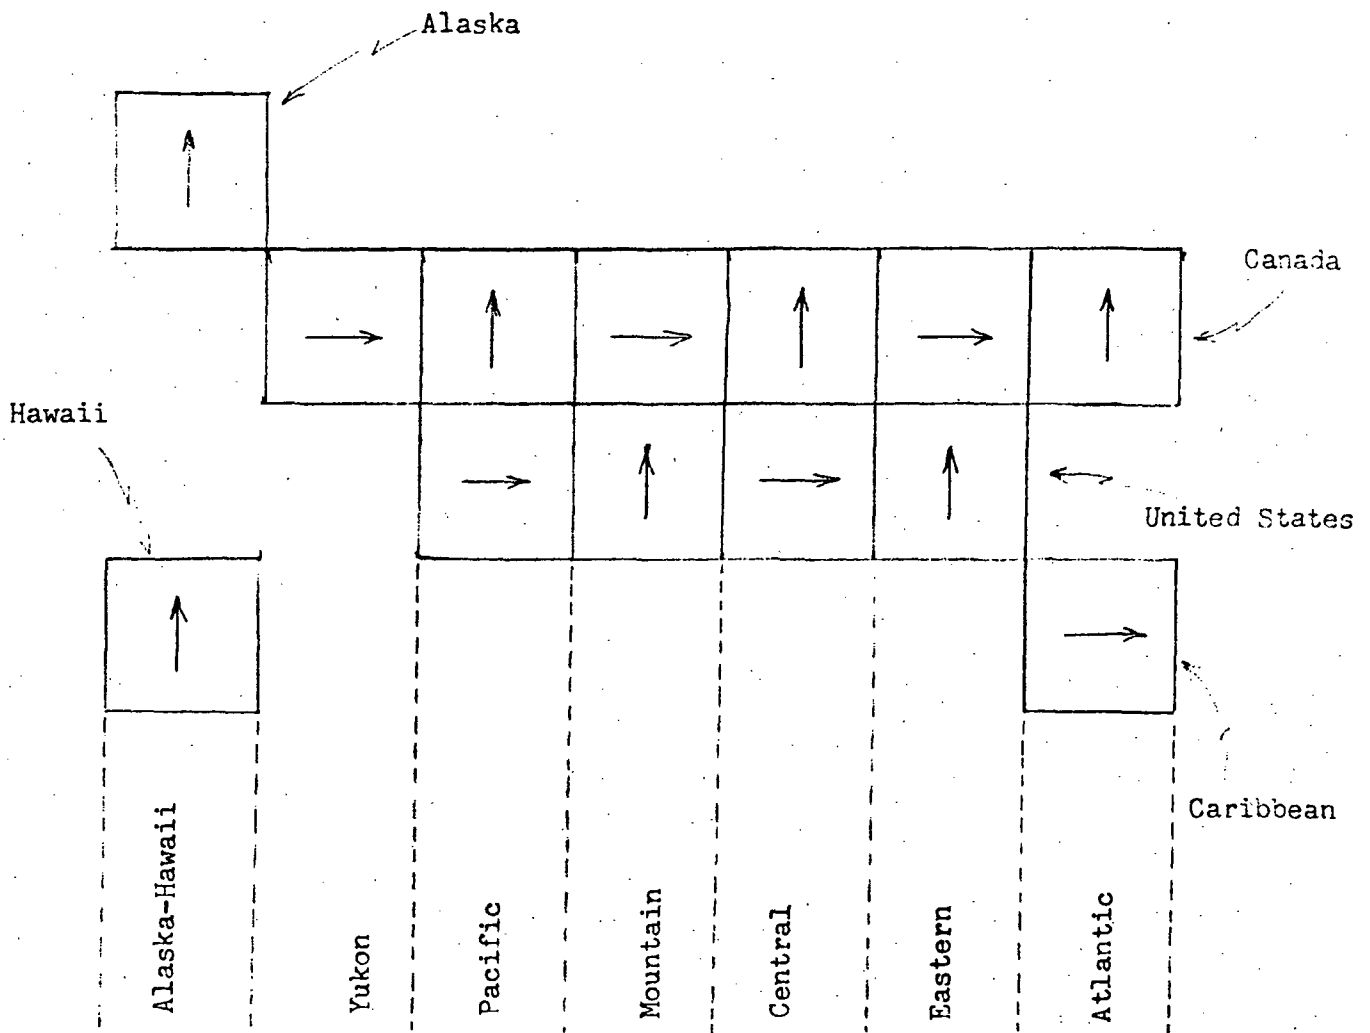 Alaska
Canada
Hawaii
United States
Caribbean
Alaska-Hawaii
Yukon
Pacific
Mountain
Central
Eastern
Atlantic